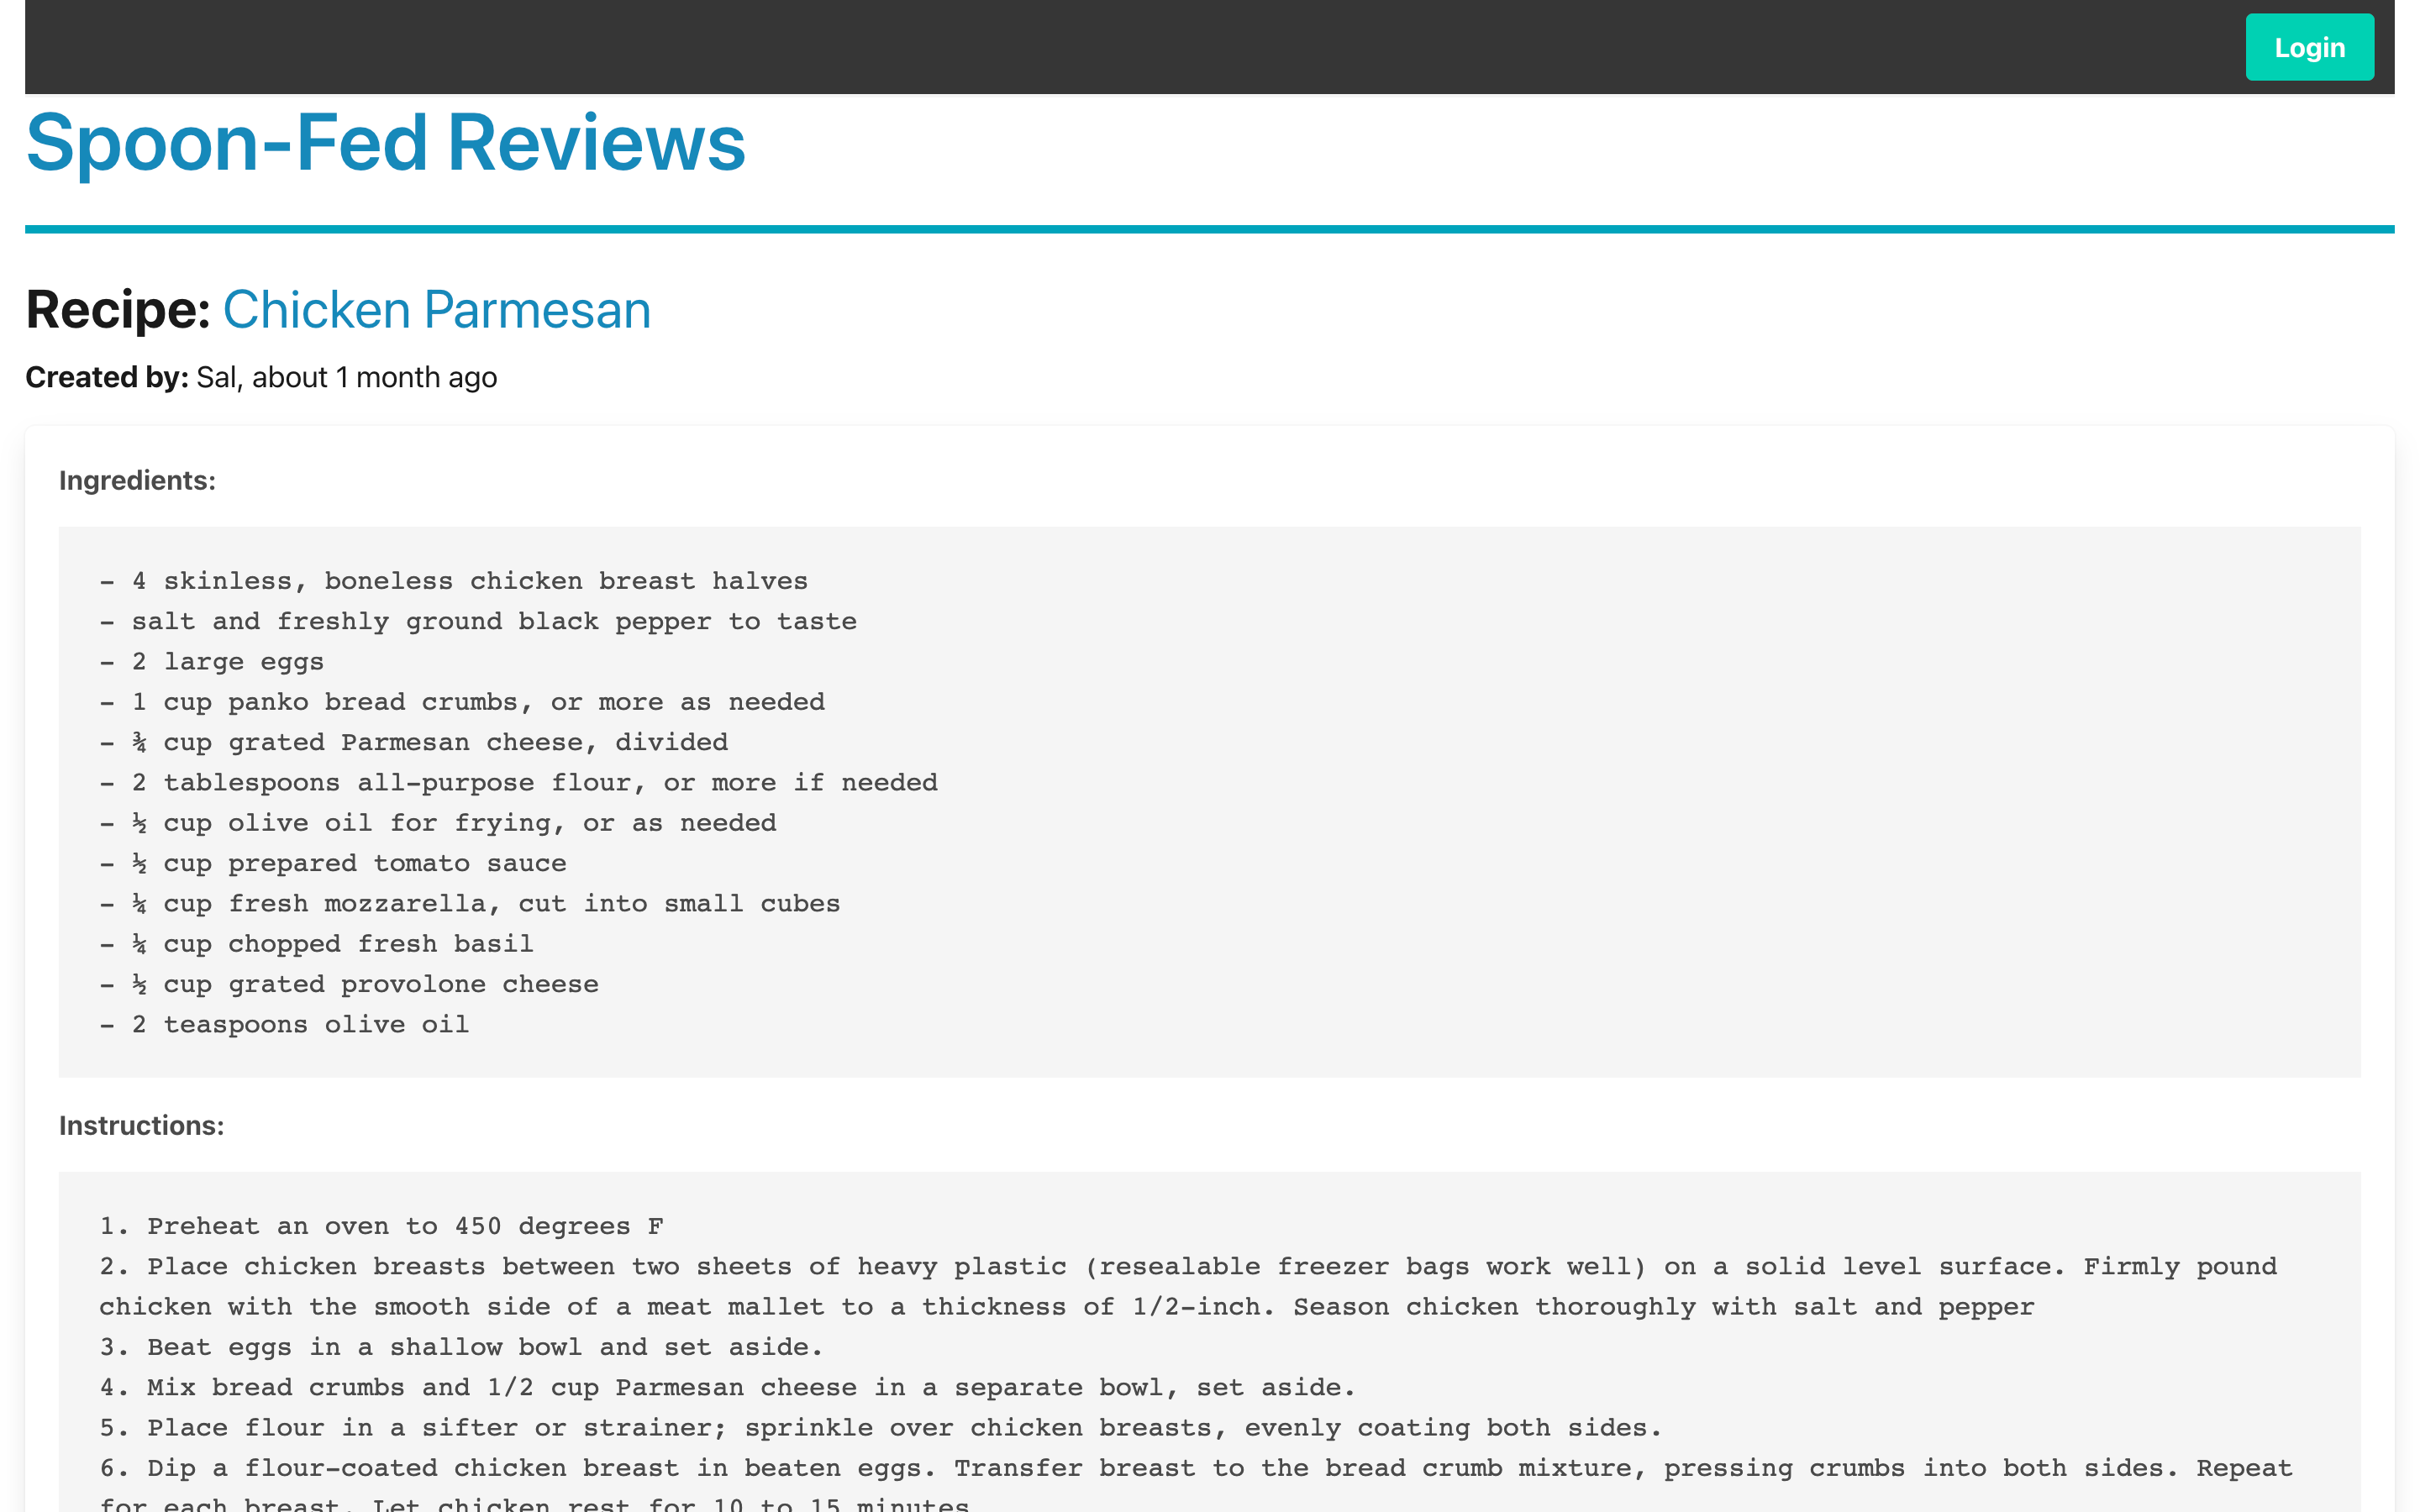 Login
Spoon-Fed Reviews
Recipe: Chicken Parmesan
Created by: Sal, about 1 month ago
Ingredients:
- 4 skinless, boneless chicken breast halves
- salt and freshly ground black pepper to taste
- 2 large eggs
- 1 cup panko bread crumbs, or more as needed
- ¾ cup grated Parmesan cheese, divided
- 2 tablespoons all-purpose flour, or more if needed
- ½ cup olive oil for frying, or as needed
- ½ cup prepared tomato sauce
- ¼ cup fresh mozzarella, cut into small cubes
- ¼ cup chopped fresh basil
- ½ cup grated provolone cheese
- 2 teaspoons olive oil
Instructions:
1. Preheat an oven to 450 degrees F
2. Place chicken breasts between two sheets of heavy plastic (resealable freezer bags work well) on a solid level surface. Firmly pound
chicken with the smooth side of a meat mallet to a thickness of 1/2-inch. Season chicken thoroughly with salt and pepper
3. Beat eggs in a shallow bowl and set aside.
4. Mix bread crumbs and 1/2 cup Parmesan cheese in a separate bowl, set aside.
5. Place flour in a sifter or strainer; sprinkle over chicken breasts, evenly coating both sides.
6. Dip a flour-coated chicken breast in beaten eggs. Transfer breast to the bread crumb mixture, pressing crumbs into both sides. Repeat
for each breast. Let chicken rest for 10 to 15 minutes